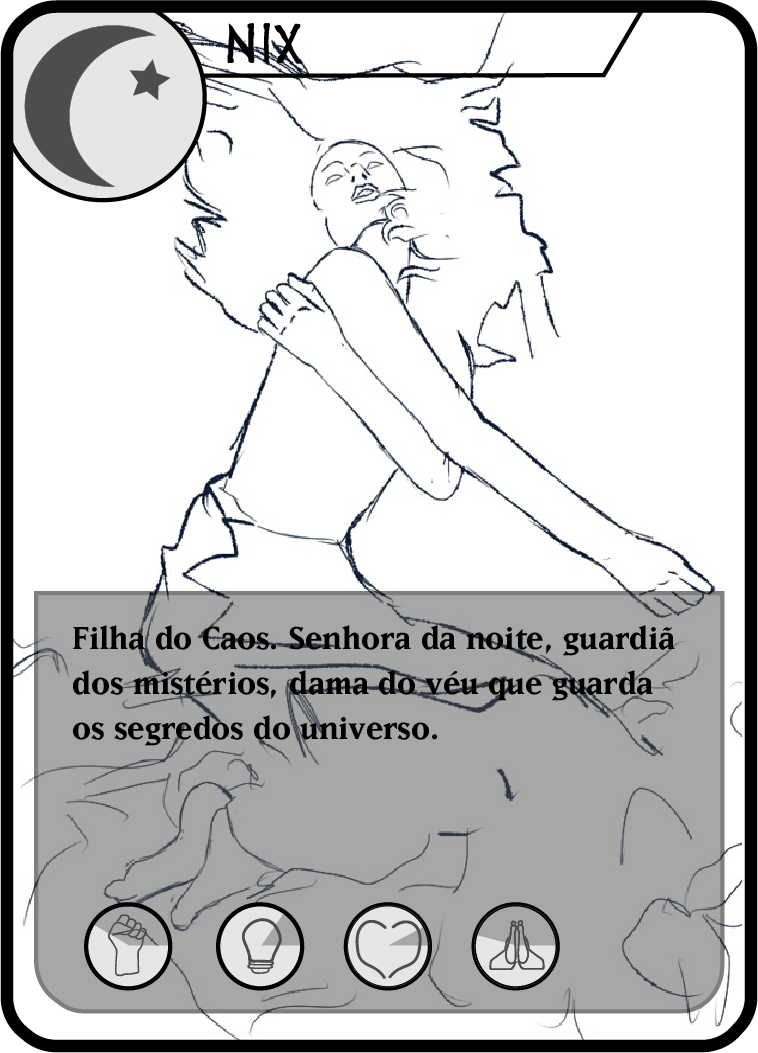 NIX
Filha do Caos. Senhora da noite, guardiã
dos mistérios, dama do véu que guarda
os segredos do universo.